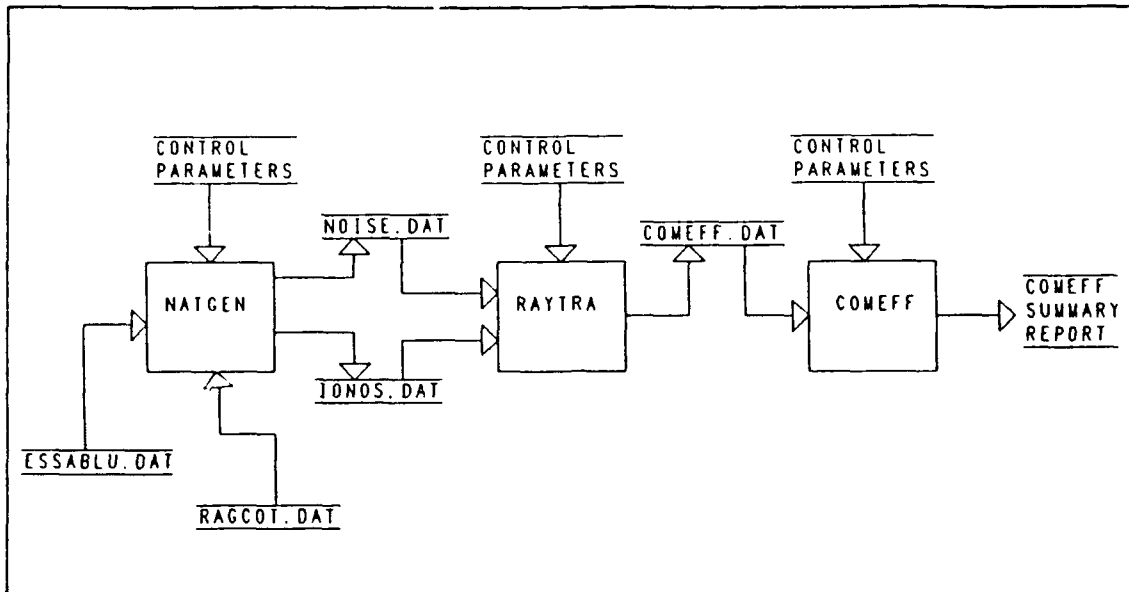 CONTROL
PARAMETERS
CONTROL
PARAMETERS
CONTROL
PARAMETERS
NOISE.DAT
COMEFF.DAT
NATGEN
RAYTRA
COMEFF
COMEFF
SUMMARY
REPORT
IONOS.DAT
ESSABLU.DAT
RAGCOT.DAT